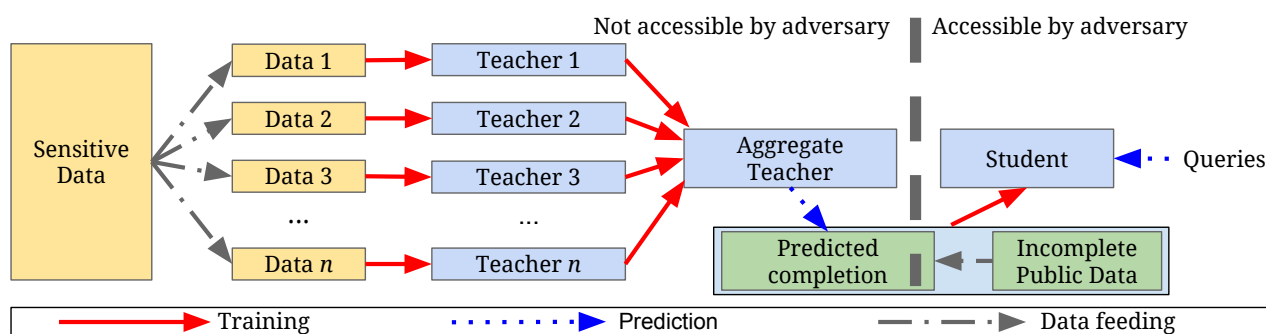 Not accessible by adversary
Accessible by adversary
Sensitive
Data
Data 1
Teacher 1
Data 2
Teacher 2
Data 3
Teacher 3
...
...
Data n
Teacher n
Aggregate
Teacher
Student
Queries
Predicted
completion
Incomplete
Public Data
Training
Prediction
Data feeding